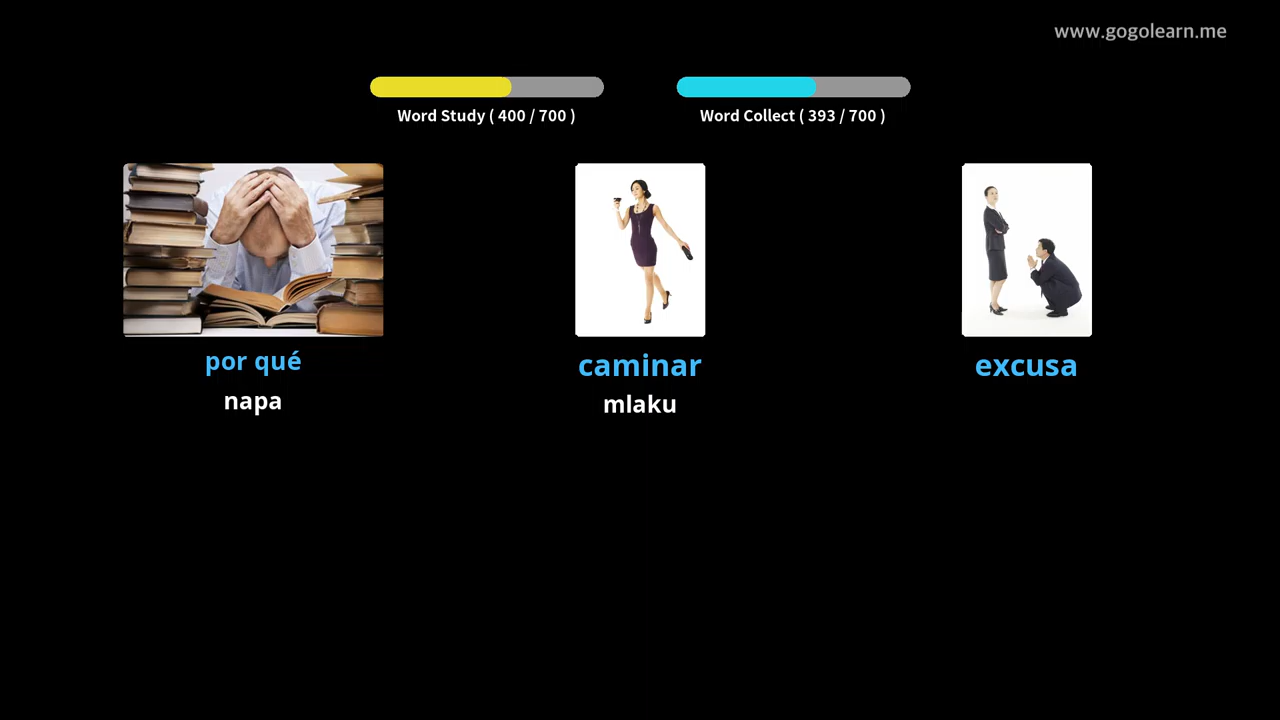 www.gogolearn.me
Word Study ( 400 / 700 )
Word Collect ( 393 / 700 )
por qué
napa
caminar
mlaku
excusa